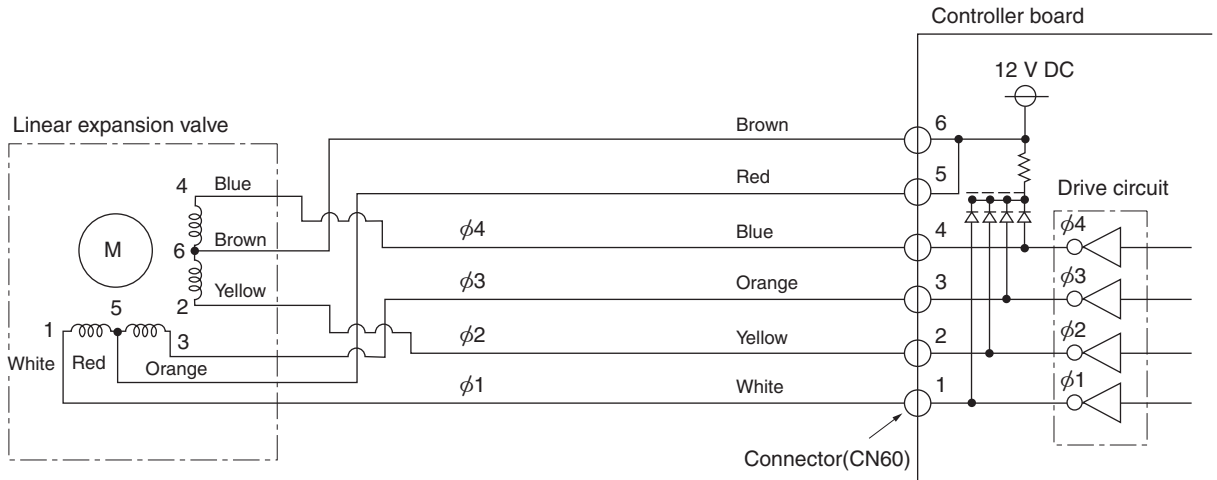 Controller board
12 V DC
Linear expansion valve
Brown 6
4 Blue
Red 5
Drive circuit
M
6 Brown
ϕ4 Blue 4 ϕ4
2 Yellow
ϕ3 Orange 3 ϕ3
5
1 3
ϕ2 Yellow 2 ϕ2
White Red Orange
ϕ1 White 1 ϕ1
Connector(CN60)